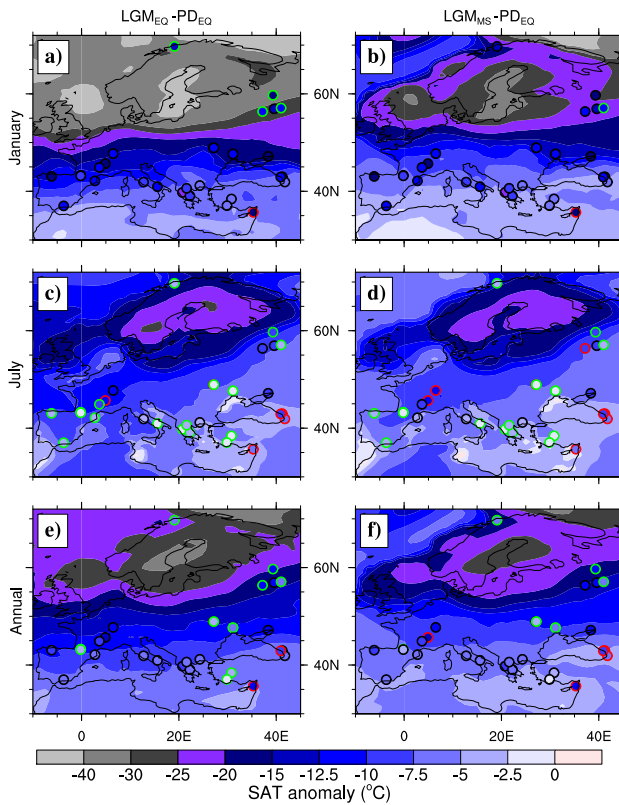 LGM_EQ-PD_EQ
LGM_MS-PD_EQ
a)
b)
January
60N
40N
c)
d)
July
60N
40N
e)
f)
Annual
60N
40N
0 20E 40E
0 20E 40E
-40 -30 -25 -20 -15 -12.5 -10 -7.5 -5 -2.5 0
SAT anomaly (°C)